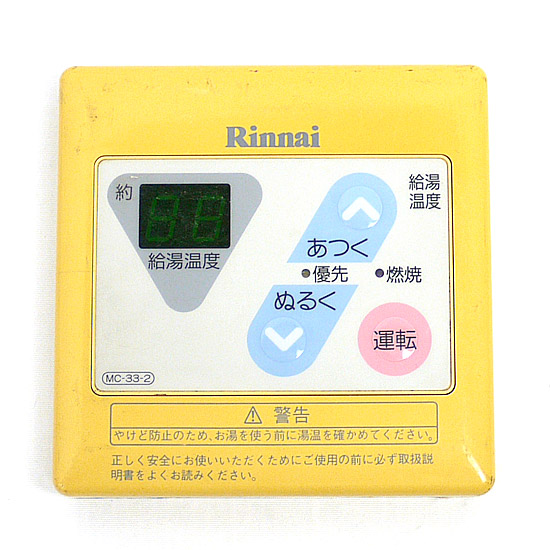 Rinnai
約
88
給湯温度
給湯
温度
あつく
優先
燃焼
ぬるく
運転
MC-33-2
⚠ 警告
やけど防止のため、お湯を使う前に湯温を確かめてください。
正しく安全にお使いいただくためにご使用の前に必ず取扱説
明書をよくお読みください。